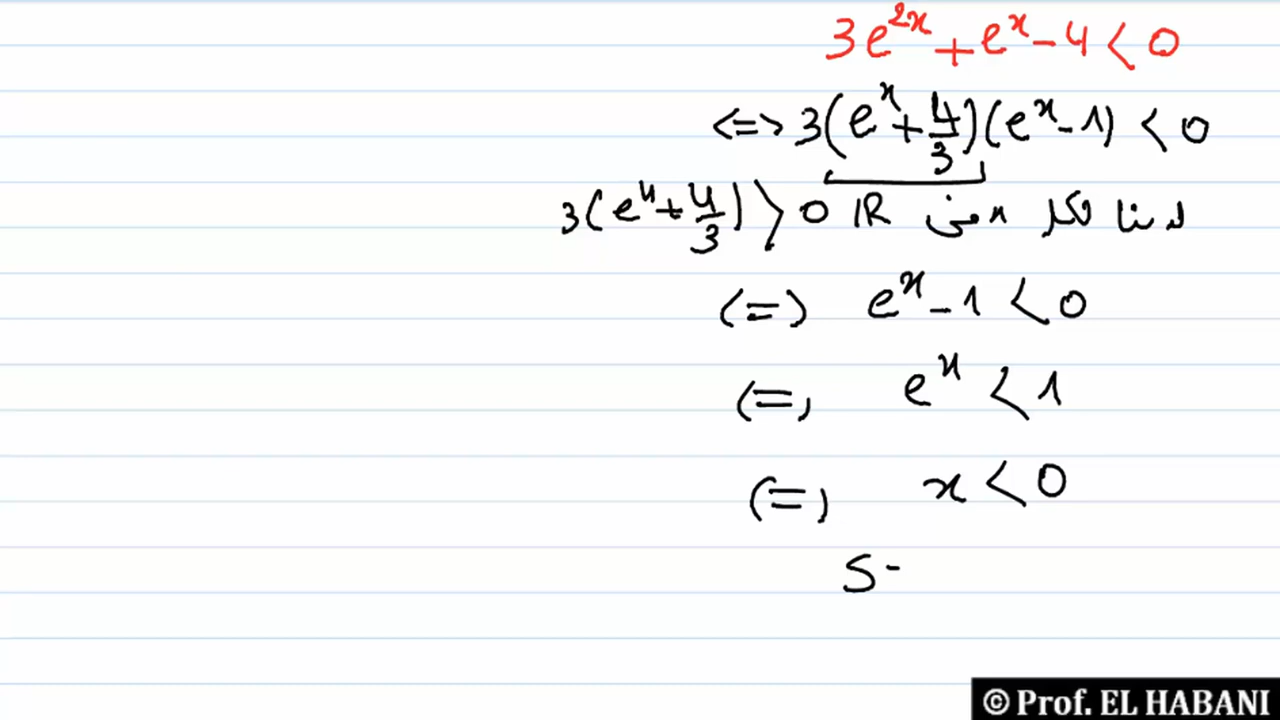 3e^{2x} + e^x - 4 < 0
<=> 3(e^x + 4/3)(e^x - 1) < 0
لدينا لكل x من IR 3(e^x + 4/3) > 0
(=) e^x - 1 < 0
(=) e^x < 1
(=) x < 0
S -
© Prof. EL HABANI